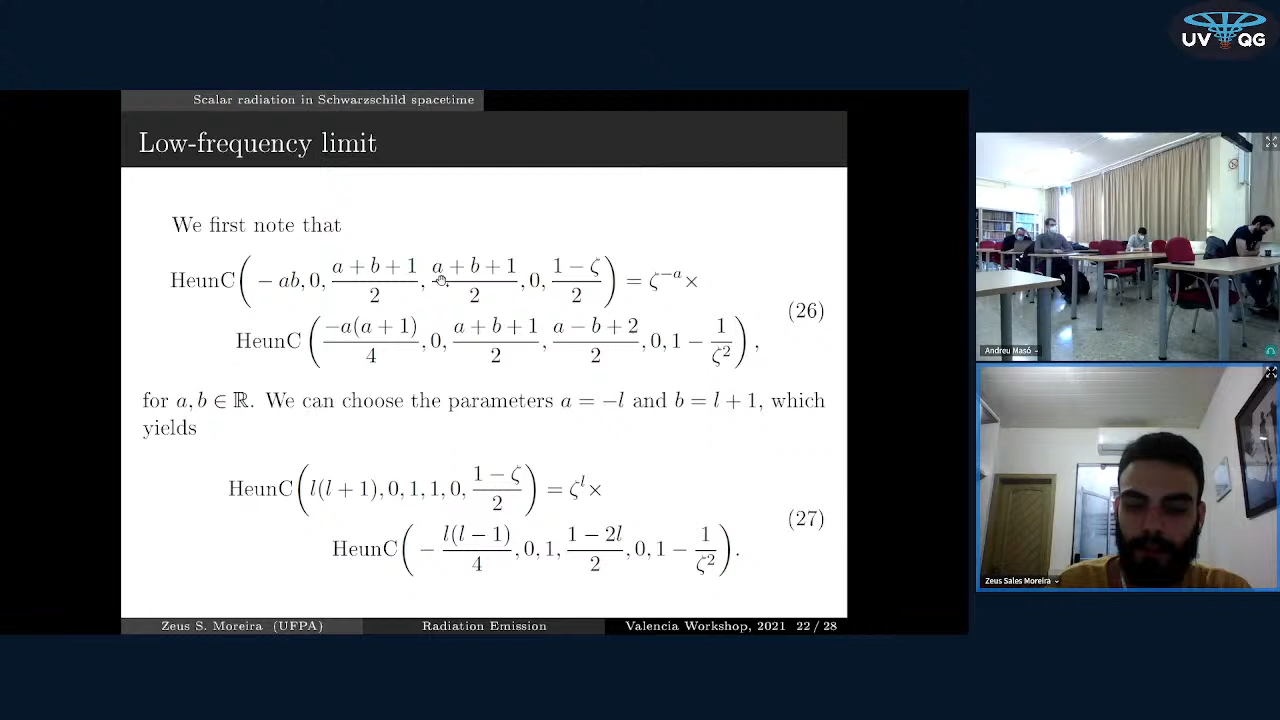 UV QG
Scalar radiation in Schwarzschild spacetime
Low-frequency limit
We first note that
HeunC(−ab, 0, (a + b + 1)/2, (a + b + 1)/2, 0, (1 − ζ)/2) = ζ^{−a}×
HeunC(−a(a + 1)/4, 0, (a + b + 1)/2, (a − b + 2)/2, 0, 1 − 1/ζ²),
(26)
for a, b ∈ ℝ. We can choose the parameters a = −l and b = l + 1, which
yields
HeunC(l(l + 1), 0, 1, 1, 0, (1 − ζ)/2) = ζ^l×
HeunC(−l(l − 1)/4, 0, 1, (1 − 2l)/2, 0, 1 − 1/ζ²).
(27)
Zeus S. Moreira (UFPA) Radiation Emission Valencia Workshop, 2021 22 / 28
Andreu Masó
Zeus Sales Moreira